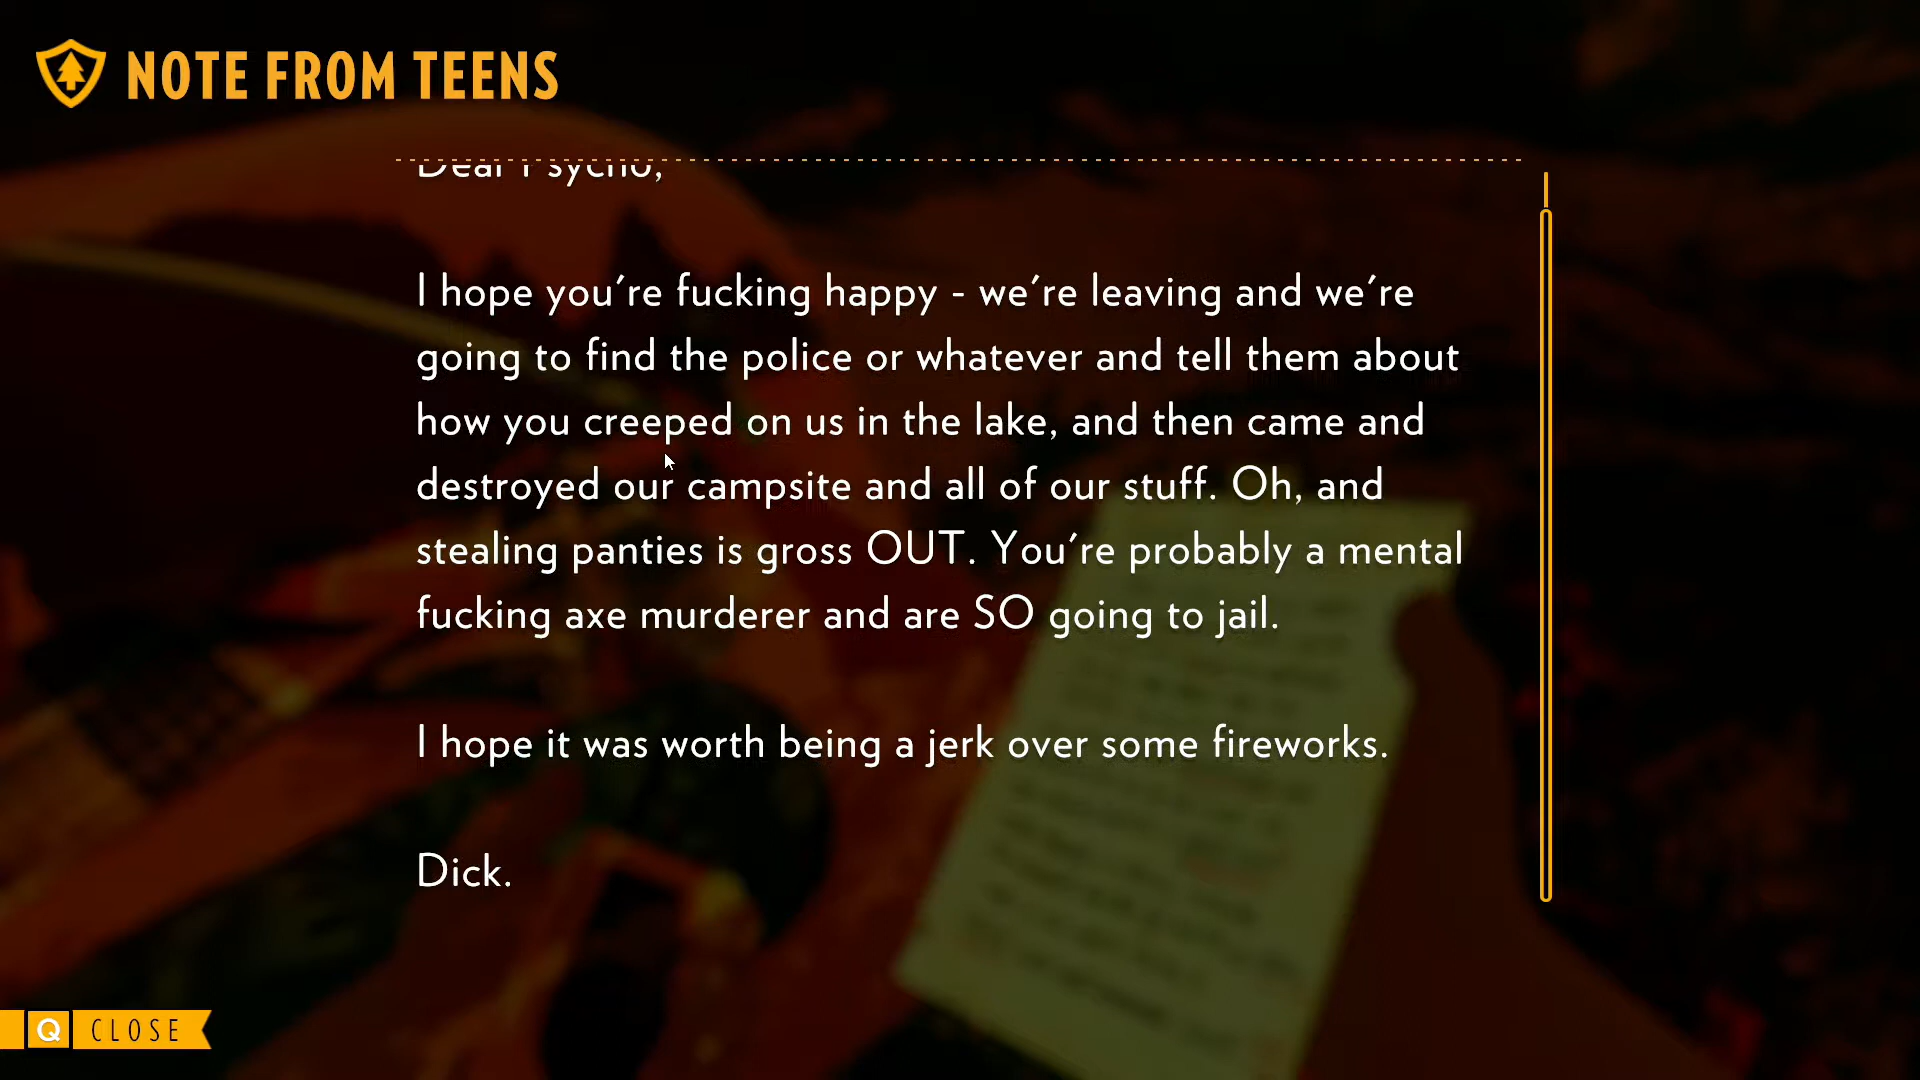 NOTE FROM TEENS
Dear Psycho,
I hope you're fucking happy - we're leaving and we're
going to find the police or whatever and tell them about
how you creeped on us in the lake, and then came and
destroyed our campsite and all of our stuff. Oh, and
stealing panties is gross OUT. You're probably a mental
fucking axe murderer and are SO going to jail.
I hope it was worth being a jerk over some fireworks.
Dick.
Q CLOSE